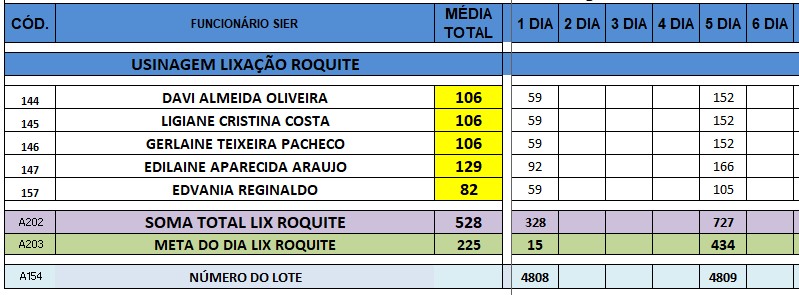 CÓD. FUNCIONÁRIO SIER MÉDIA TOTAL 1 DIA 2 DIA 3 DIA 4 DIA 5 DIA 6 DIA
USINAGEM LIXAÇÃO ROQUITE
144 DAVI ALMEIDA OLIVEIRA 106 59 152
145 LIGIANE CRISTINA COSTA 106 59 152
146 GERLAINE TEIXEIRA PACHECO 106 59 152
147 EDILAINE APARECIDA ARAUJO 129 92 166
157 EDVANIA REGINALDO 82 59 105
A202 SOMA TOTAL LIX ROQUITE 528 328 727
A203 META DO DIA LIX ROQUITE 225 15 434
A154 NÚMERO DO LOTE 4808 4809